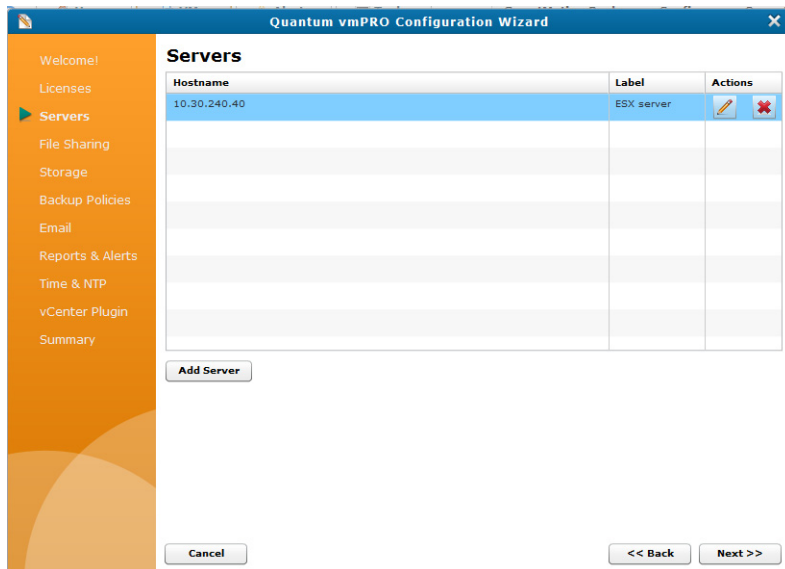 Quantum vmPRO Configuration Wizard
Welcome!
Licenses
Servers
File Sharing
Storage
Backup Policies
Email
Reports & Alerts
Time & NTP
vCenter Plugin
Summary
Servers
Hostname Label Actions
10.30.240.40 ESX server
Add Server
Cancel << Back Next >>